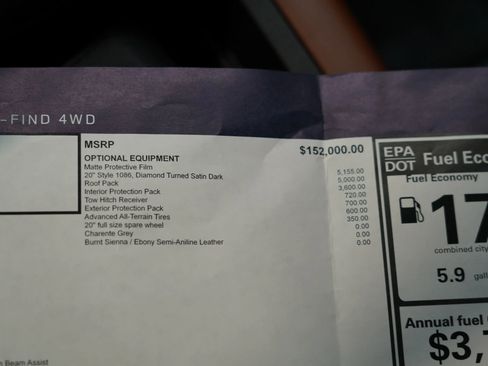 -FIND 4WD
MSRP $152,000.00
OPTIONAL EQUIPMENT
Matte Protective Film 5,155.00
20" Style 1086, Diamond Turned Satin Dark 5,000.00
Roof Pack 3,600.00
Interior Protection Pack 720.00
Tow Hitch Receiver 700.00
Exterior Protection Pack 600.00
Advanced All-Terrain Tires 350.00
20" full size spare wheel 0.00
Charente Grey 0.00
Burnt Sienna / Ebony Semi-Aniline Leather 0.00
EPA
DOT Fuel Eco
Fuel Economy
17
combined city
5.9 gall
Annual fuel
$3,
Beam Assist